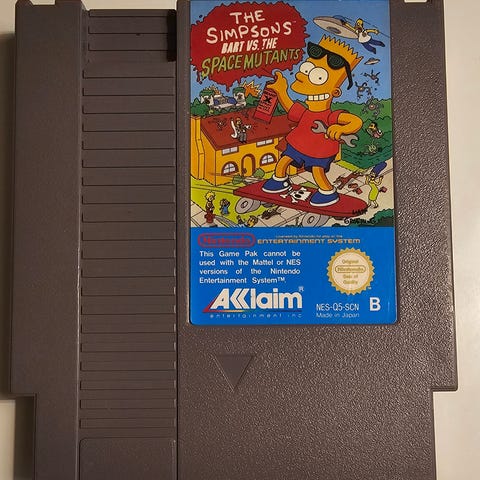 THE
SIMPSONS
BART VS. THE
SPACE MUTANTS
Nintendo
ENTERTAINMENT SYSTEM
This Game Pak cannot be
used with the Mattel or NES
versions of the Nintendo
Entertainment System™.
Original
Nintendo
Seal of
Quality
AKKlaim®
entertainment inc
NES-Q5-SCN
B
Made in Japan